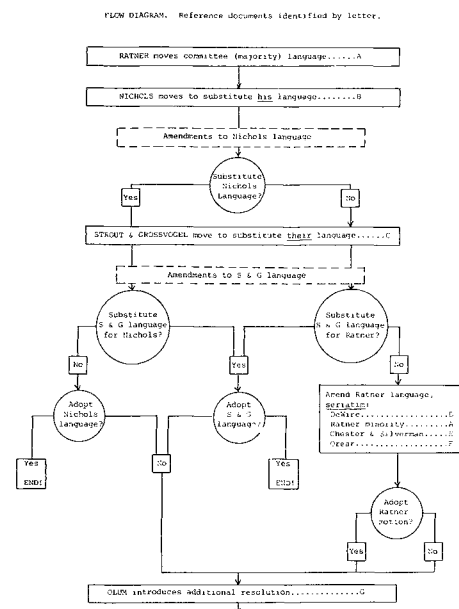 FLOW DIAGRAM. Reference documents identified by letter.
RATNER moves committee (majority) language......A
NICHOLS moves to substitute his language........B
Amendments to Nichols language
Substitute
Nichols
Language?
Yes
No
STROUT & GROSSVOGEL move to substitute their language......C
Amendments to S & G language
Substitute
S & G language
for Nichols?
Substitute
S & G language
for Ratner?
No
Yes
No
Adopt
Nichols
language?
Adopt
S & G
language?
Amend Ratner language,
seriatim:
DeWire
Ratner minority
Chester & Silverman
Orear
Yes
END!
No
Yes
END!
Adopt
Ratner
motion?
Yes
No
OLUM introduces additional resolution.............G